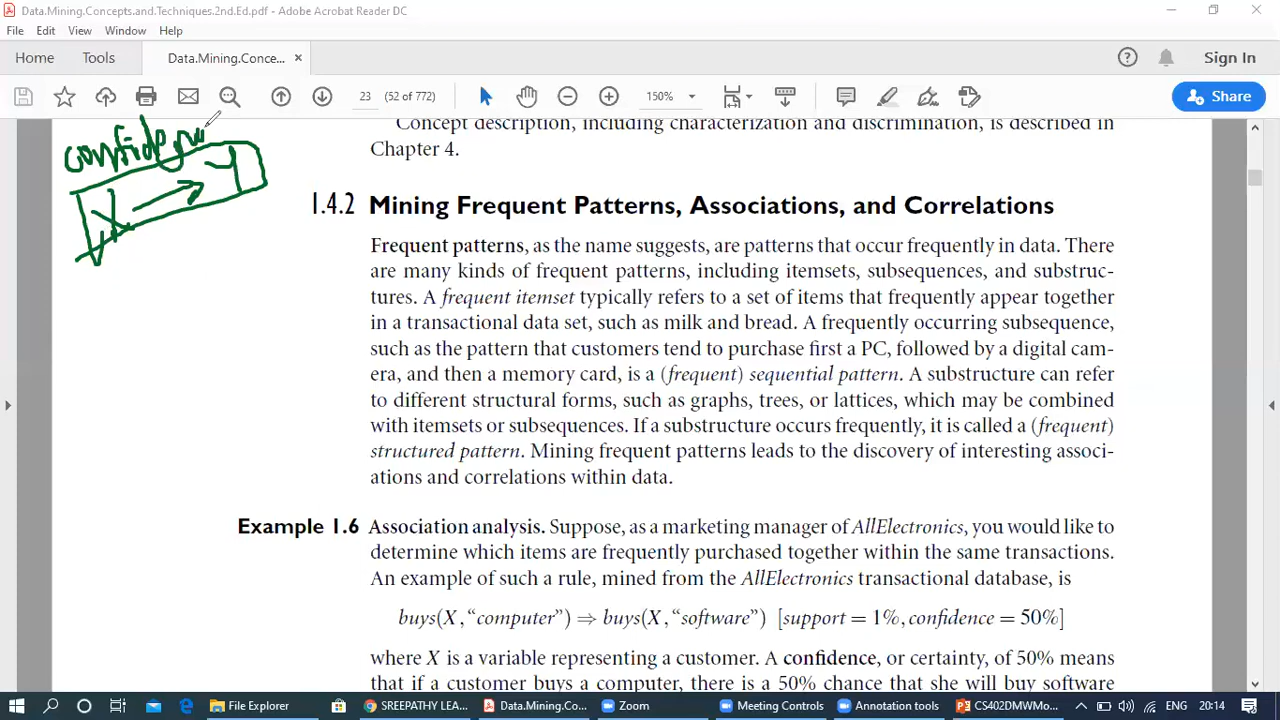 Data.Mining.Concepts.and.Techniques.2nd.Ed.pdf - Adobe Acrobat Reader DC
File Edit View Window Help
Home Tools Data.Mining.Conce... × Sign In
23 (52 of 772) 150% Share
X → Y
Concept description, including characterization and discrimination, is described in
Chapter 4.
1.4.2 Mining Frequent Patterns, Associations, and Correlations
Frequent patterns, as the name suggests, are patterns that occur frequently in data. There
are many kinds of frequent patterns, including itemsets, subsequences, and substruc-
tures. A frequent itemset typically refers to a set of items that frequently appear together
in a transactional data set, such as milk and bread. A frequently occurring subsequence,
such as the pattern that customers tend to purchase first a PC, followed by a digital cam-
era, and then a memory card, is a (frequent) sequential pattern. A substructure can refer
to different structural forms, such as graphs, trees, or lattices, which may be combined
with itemsets or subsequences. If a substructure occurs frequently, it is called a (frequent)
structured pattern. Mining frequent patterns leads to the discovery of interesting associ-
ations and correlations within data.
Example 1.6 Association analysis. Suppose, as a marketing manager of AllElectronics, you would like to
determine which items are frequently purchased together within the same transactions.
An example of such a rule, mined from the AllElectronics transactional database, is
buys(X, “computer”) ⇒ buys(X, “software”) [support = 1%, confidence = 50%]
where X is a variable representing a customer. A confidence, or certainty, of 50% means
that if a customer buys a computer, there is a 50% chance that she will buy software
File Explorer SREEPATHY LEA... Data.Mining.Co... Zoom Meeting Controls Annotation tools CS402DMWMo... ENG 20:14